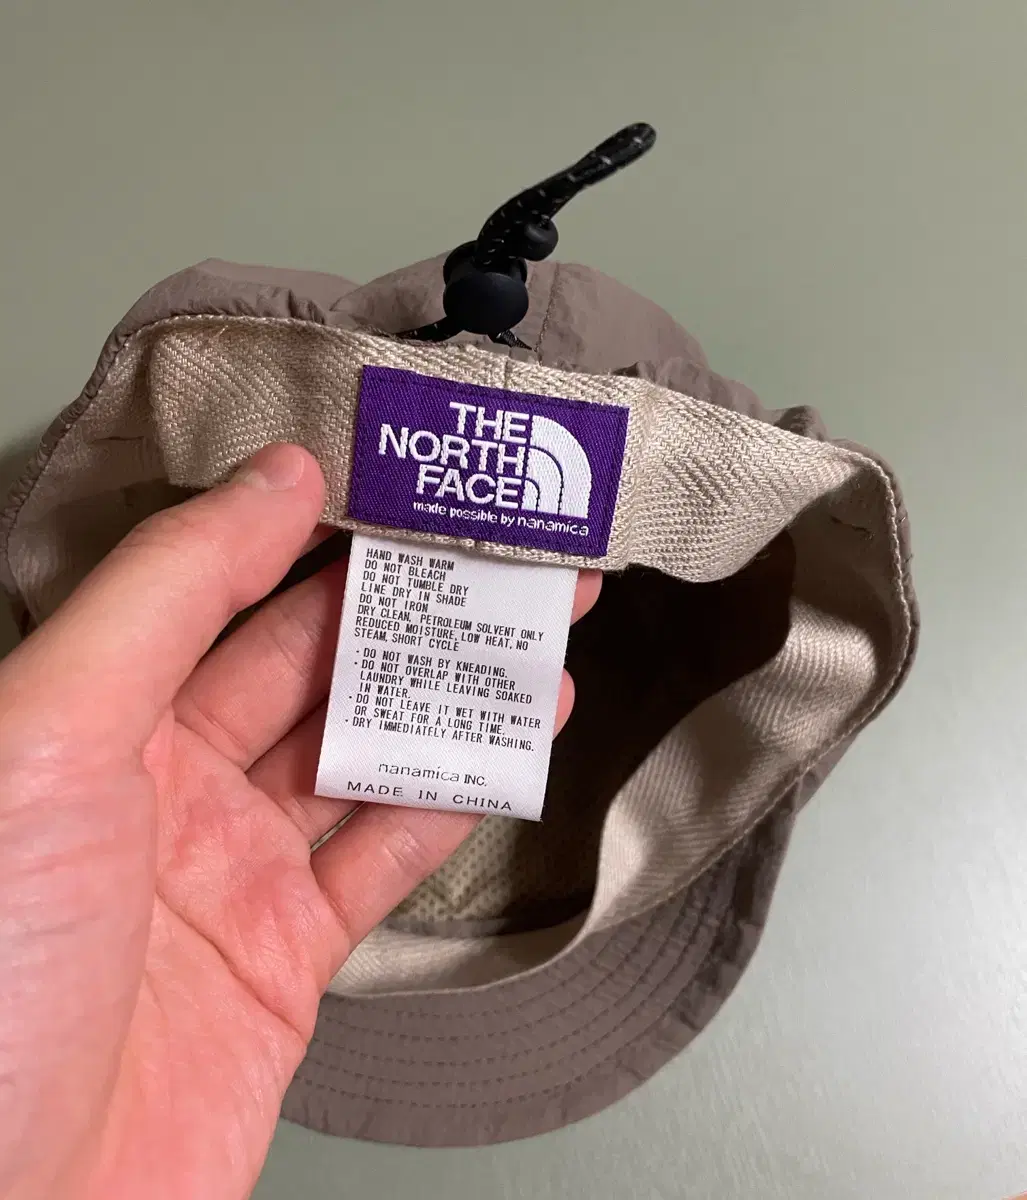 THE
NORTH
FACE
made possible by nanamica
HAND WASH WARM
DO NOT BLEACH
DO NOT TUMBLE DRY
LINE DRY IN SHADE
DO NOT IRON
DRY CLEAN, PETROLEUM SOLVENT ONLY
REDUCED MOISTURE, LOW HEAT, NO
STEAM, SHORT CYCLE
・DO NOT WASH BY KNEADING.
・DO NOT OVERLAP WITH OTHER
LAUNDRY WHILE LEAVING SOAKED
IN WATER.
・DO NOT LEAVE IT WET WITH WATER
OR SWEAT FOR A LONG TIME.
・DRY IMMEDIATELY AFTER WASHING.
nanamica INC.
MADE IN CHINA